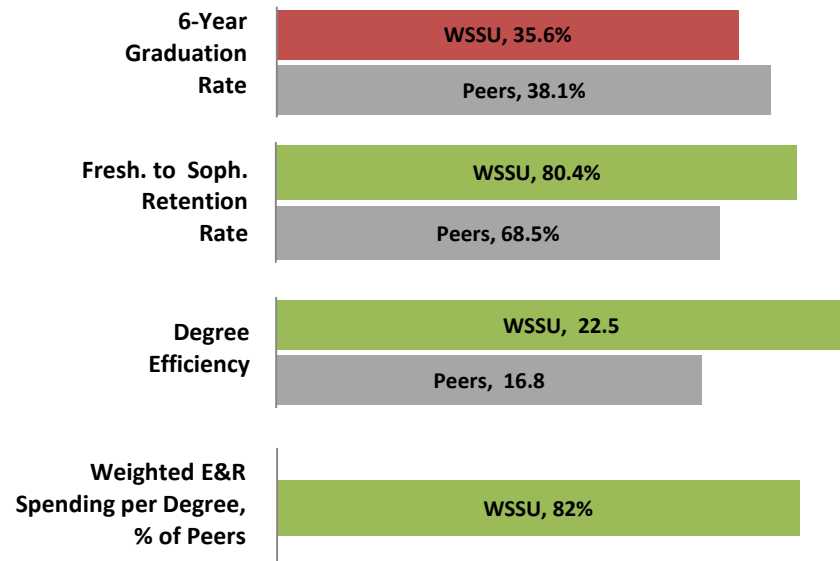 6-Year
Graduation
Rate
WSSU, 35.6%
Peers, 38.1%
Fresh. to Soph.
Retention
Rate
WSSU, 80.4%
Peers, 68.5%
Degree
Efficiency
WSSU, 22.5
Peers, 16.8
Weighted E&R
Spending per Degree,
% of Peers
WSSU, 82%